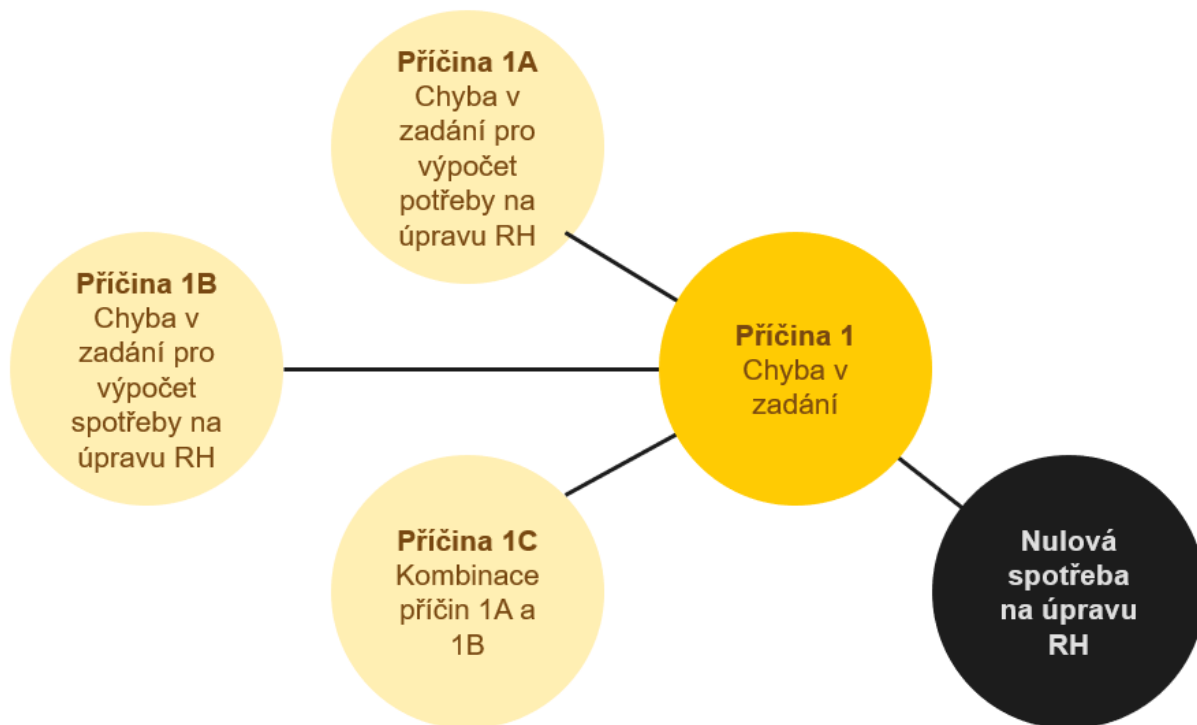 Příčina 1A
Chyba v
zadání pro
výpočet
potřeby na
úpravu RH
Příčina 1B
Chyba v
zadání pro
výpočet
spotřeby na
úpravu RH
Příčina 1
Chyba v
zadání
Příčina 1C
Kombinace
příčin 1A a
1B
Nulová
spotřeba
na úpravu
RH